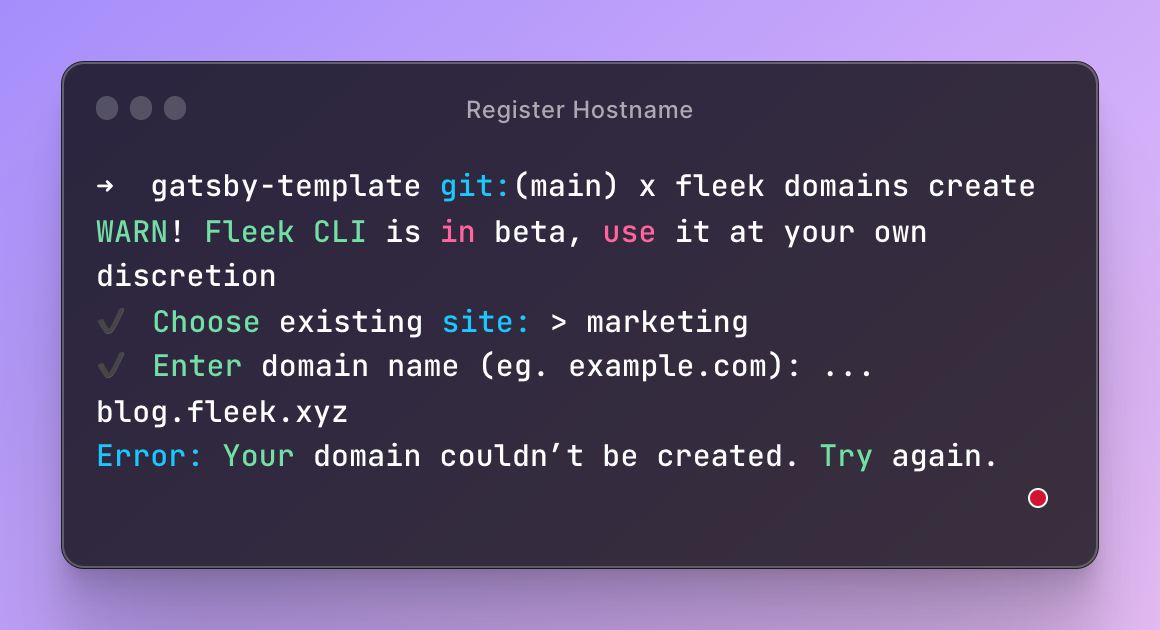 Register Hostname
➜ gatsby-template git:(main) x fleek domains create
WARN! Fleek CLI is in beta, use it at your own
discretion
✔ Choose existing site: > marketing
✔ Enter domain name (eg. example.com): ...
blog.fleek.xyz
Error: Your domain couldn’t be created. Try again.